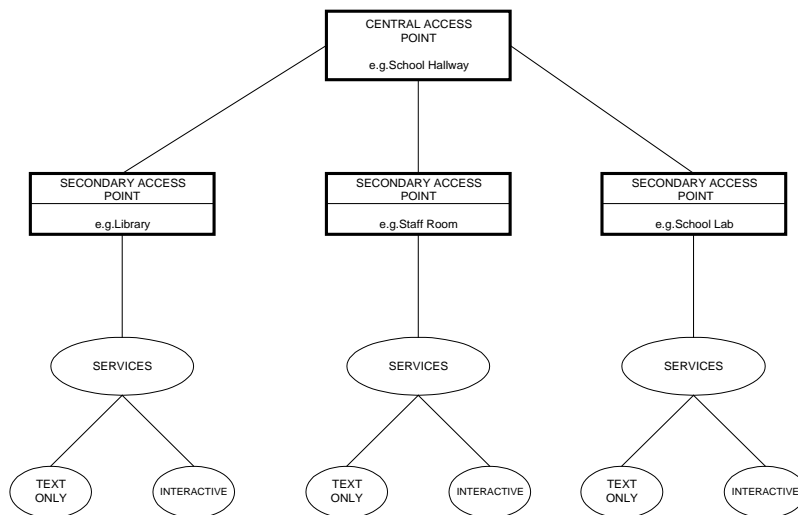 CENTRAL ACCESS
POINT
e.g.School Hallway
SECONDARY ACCESS
POINT
e.g.Library
SECONDARY ACCESS
POINT
e.g.Staff Room
SECONDARY ACCESS
POINT
e.g.School Lab
SERVICES
SERVICES
SERVICES
TEXT
ONLY
INTERACTIVE
TEXT
ONLY
INTERACTIVE
TEXT
ONLY
INTERACTIVE